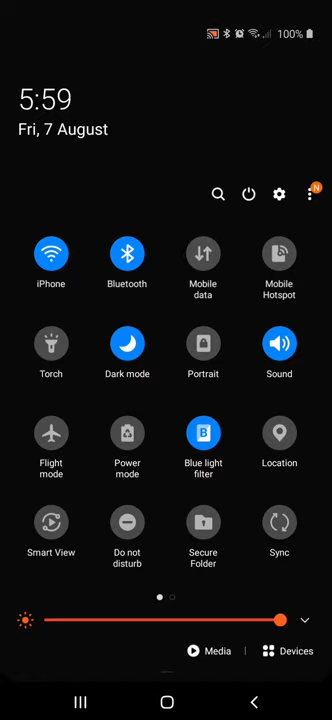 100%
5:59
Fri, 7 August
N
iPhone
Bluetooth
Mobile
data
Mobile
Hotspot
Torch
Dark mode
Portrait
Sound
Flight
mode
Power
mode
B
Blue light
filter
Location
Smart View
Do not
disturb
Secure
Folder
Sync
Media | Devices